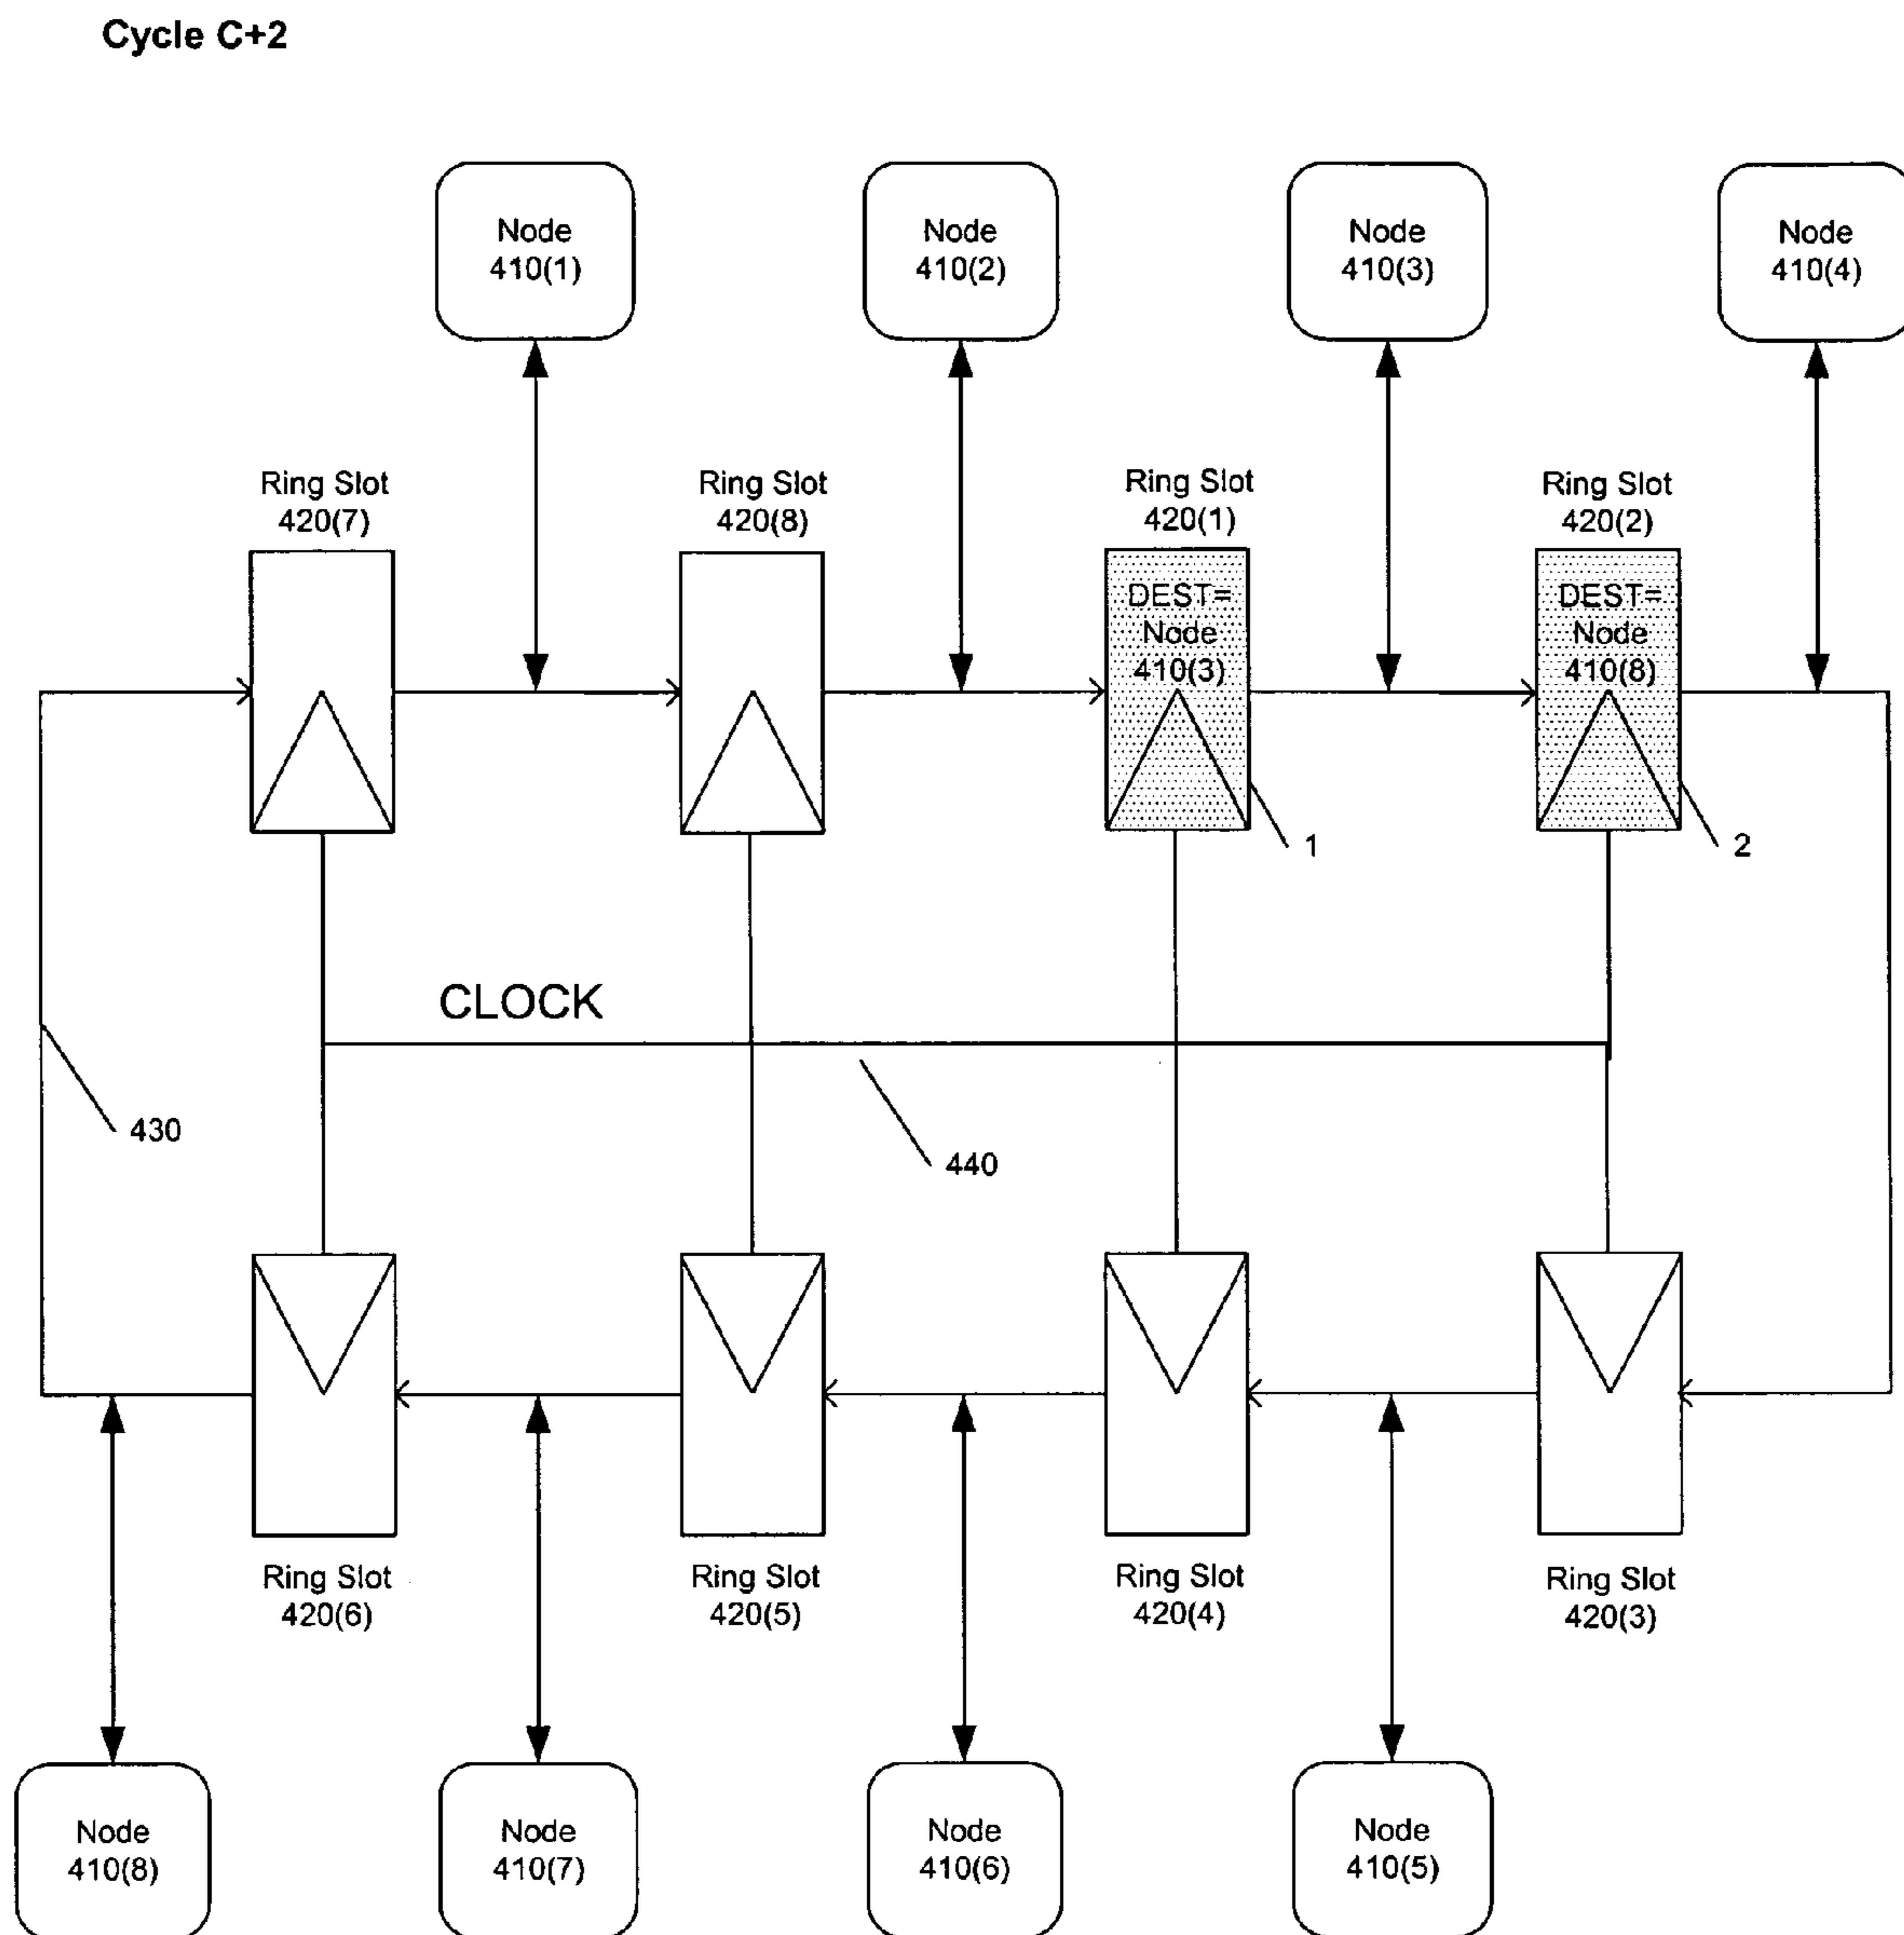 Cycle C+2
Node
410(1)
Node
410(2)
Node
410(3)
Node
410(4)
Ring Slot
420(7)
Ring Slot
420(8)
Ring Slot
420(1)
Ring Slot
420(2)
DEST=
Node
410(3)
DEST=
Node
410(8)
1
2
CLOCK
430
440
Ring Slot
420(6)
Ring Slot
420(5)
Ring Slot
420(4)
Ring Slot
420(3)
Node
410(8)
Node
410(7)
Node
410(6)
Node
410(5)